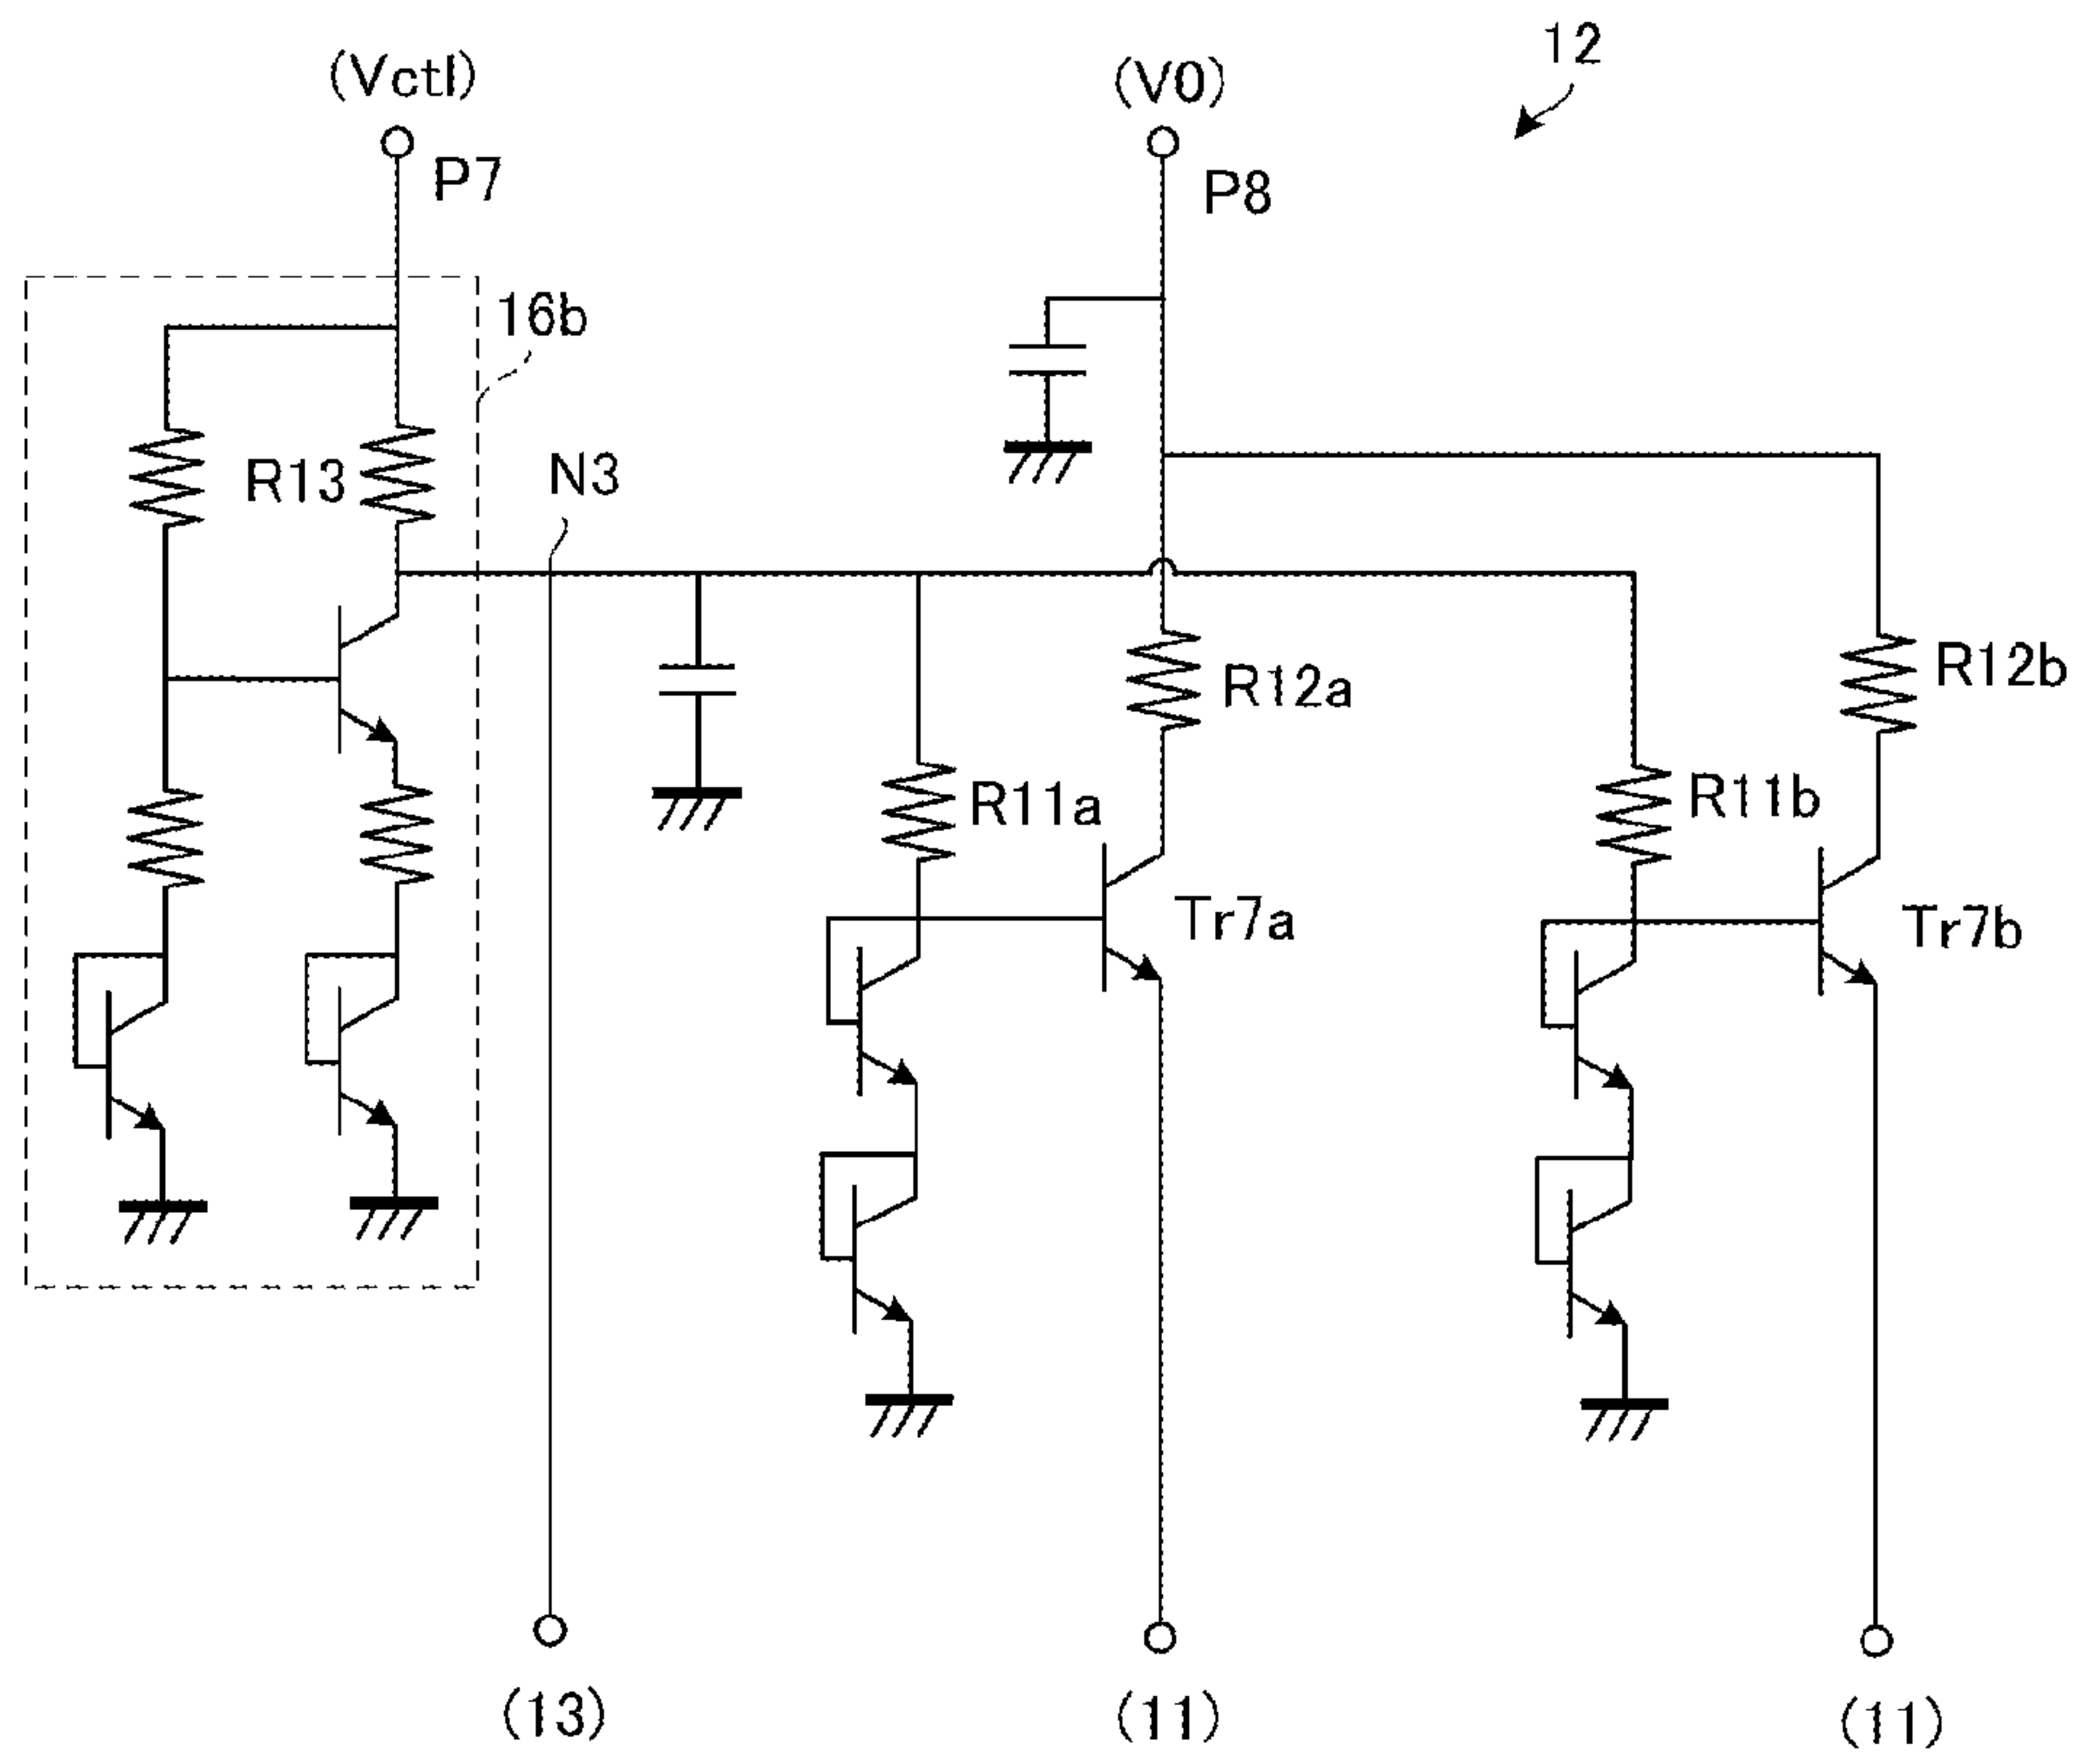 12
(Vctl)
(V0)
P7
P8
16b
R13
N3
R12a
R12b
R11a
R11b
Tr7a
Tr7b
(13)
(11)
(11)